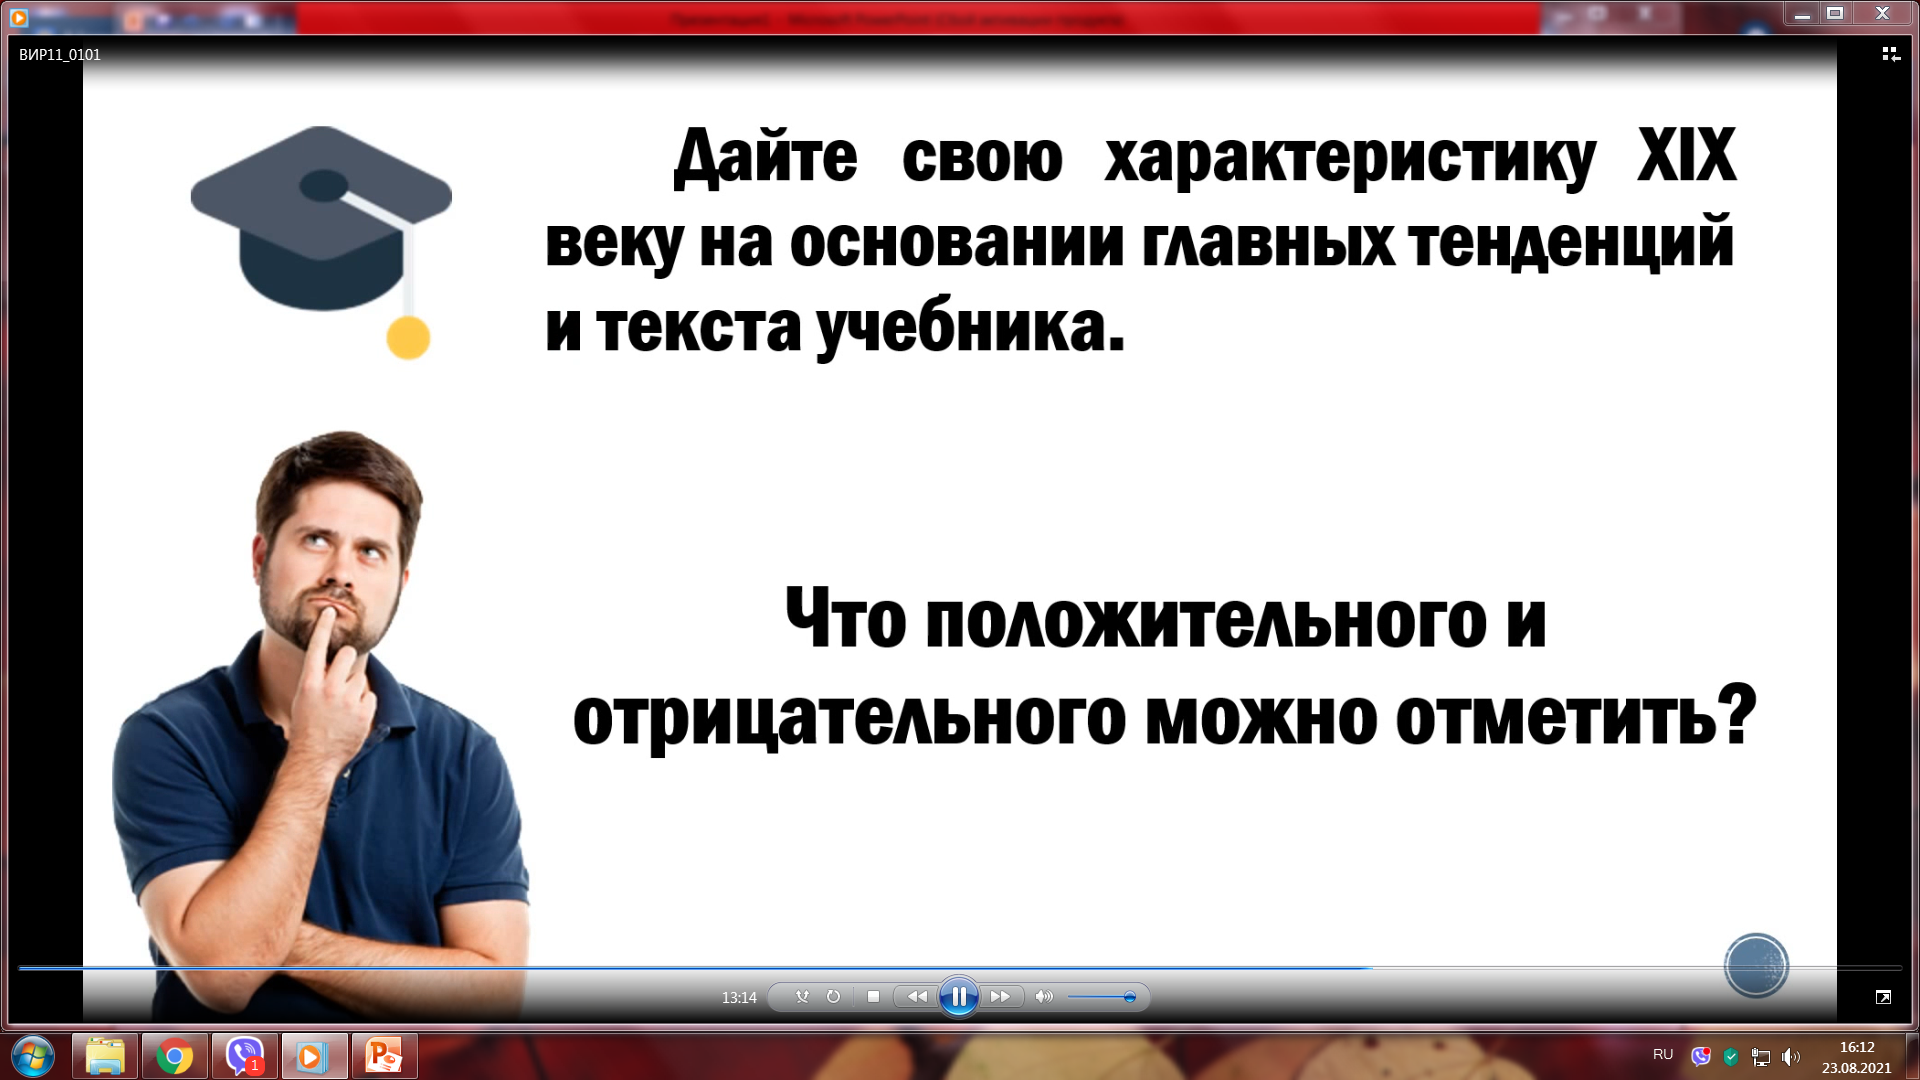 ВИР11_0101
Дайте свою характеристику XIX
веку на основании главных тенденций
и текста учебника.
Что положительного и
отрицательного можно отметить?
13:14
1
RU
16:12
23.08.2021